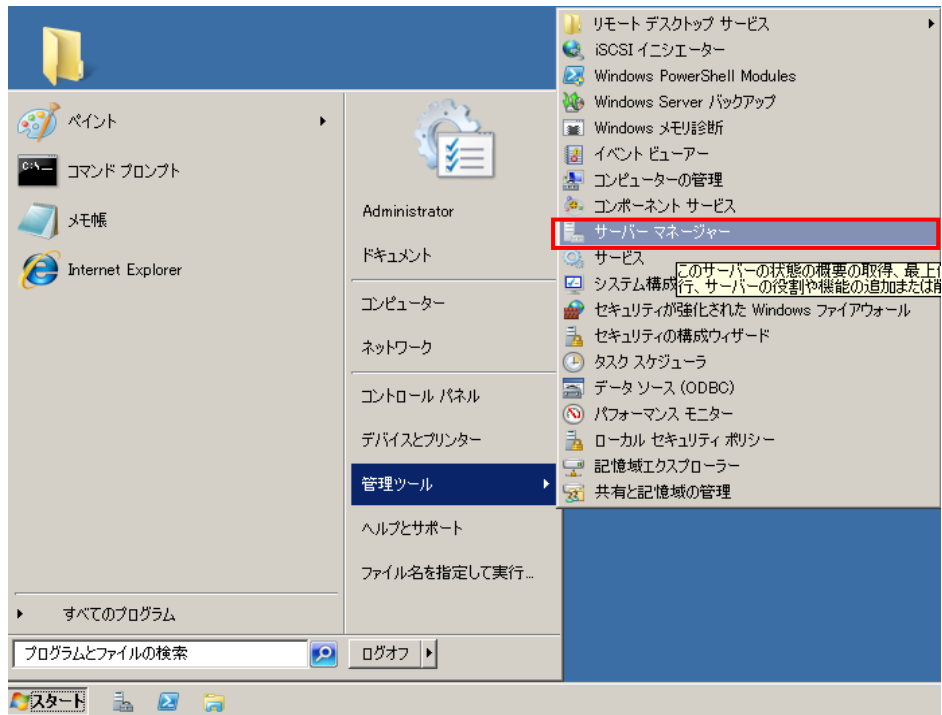 ペイント
コマンド プロンプト
メモ帳
Internet Explorer
すべてのプログラム
プログラムとファイルの検索
Administrator
ドキュメント
コンピューター
ネットワーク
コントロール パネル
デバイスとプリンター
管理ツール
ヘルプとサポート
ファイル名を指定して実行...
ログオフ
リモート デスクトップ サービス
iSCSI イニシエーター
Windows PowerShell Modules
Windows Server バックアップ
Windows メモリ診断
イベント ビューアー
コンピューターの管理
コンポーネント サービス
サーバー マネージャー
サービス
このサーバーの状態の概要の取得、最上
システム構成
行、サーバーの役割や機能の追加または
セキュリティが強化された Windows ファイアウォール
セキュリティの構成ウィザード
タスク スケジューラ
データ ソース (ODBC)
パフォーマンス モニター
ローカル セキュリティ ポリシー
記憶域エクスプローラー
共有と記憶域の管理
スタート